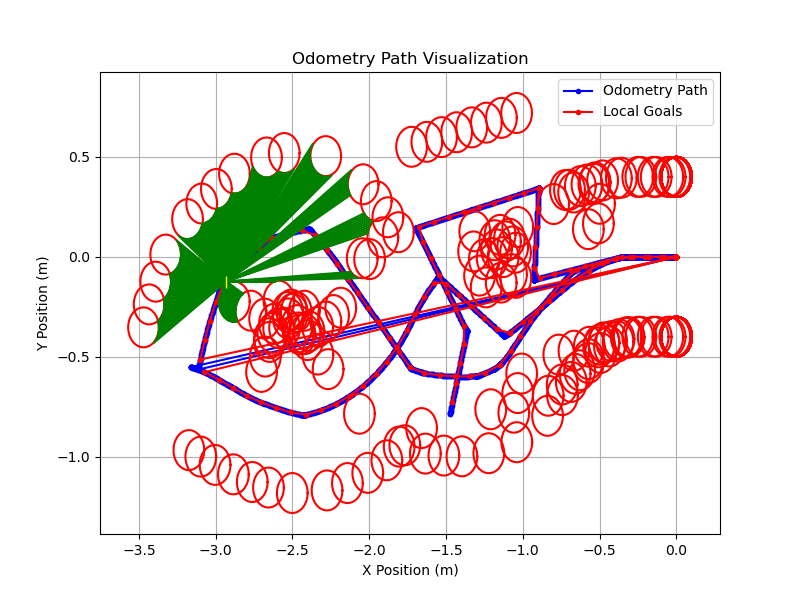 Odometry Path Visualization
Odometry Path
Local Goals
Y Position (m)
0.5
0.0
−0.5
−1.0
−3.5 −3.0 −2.5 −2.0 −1.5 −1.0 −0.5 0.0
X Position (m)